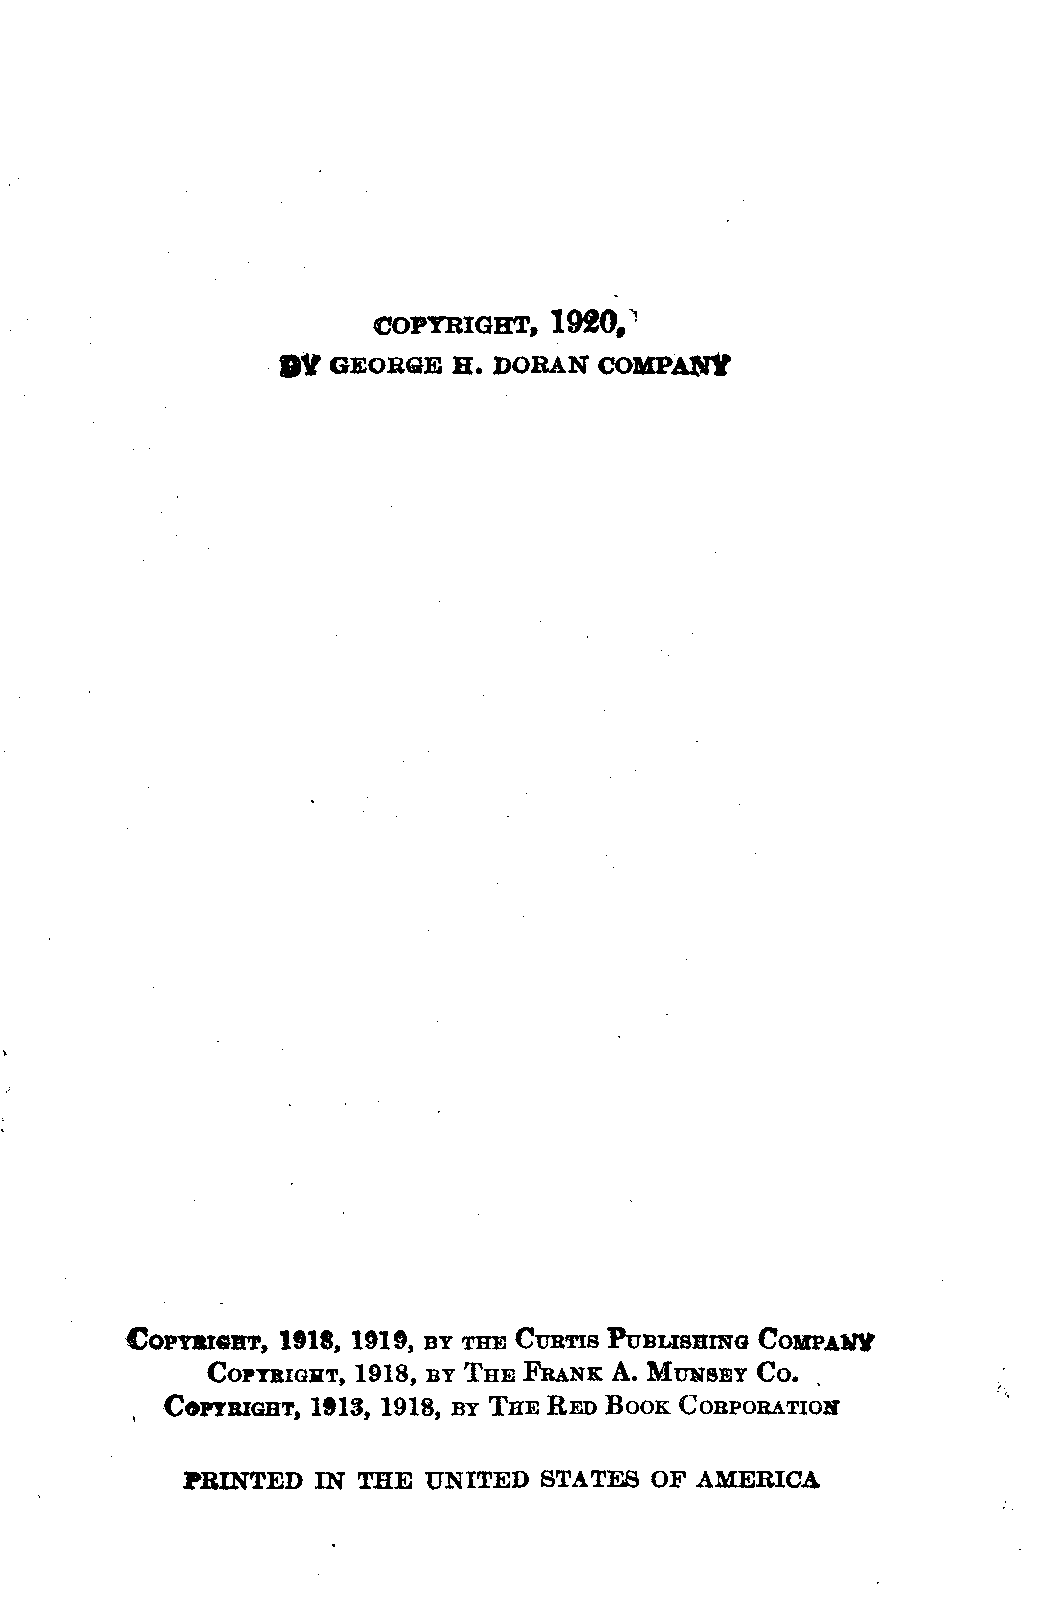 COPYRIGHT, 1920,
BY GEORGE H. DORAN COMPANY
COPYRIGHT, 1918, 1919, BY THE CURTIS PUBLISHING COMPANY
COPYRIGHT, 1918, BY THE FRANK A. MUNSEY CO.
COPYRIGHT, 1913, 1918, BY THE RED BOOK CORPORATION
PRINTED IN THE UNITED STATES OF AMERICA